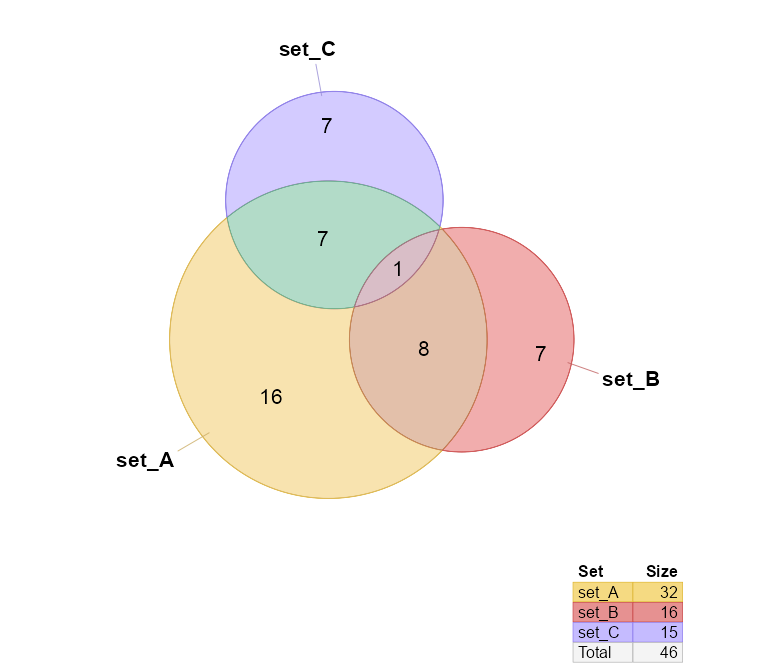 set_C
7
7
1
8
7
set_B
16
set_A
Set Size
set_A 32
set_B 16
set_C 15
Total 46